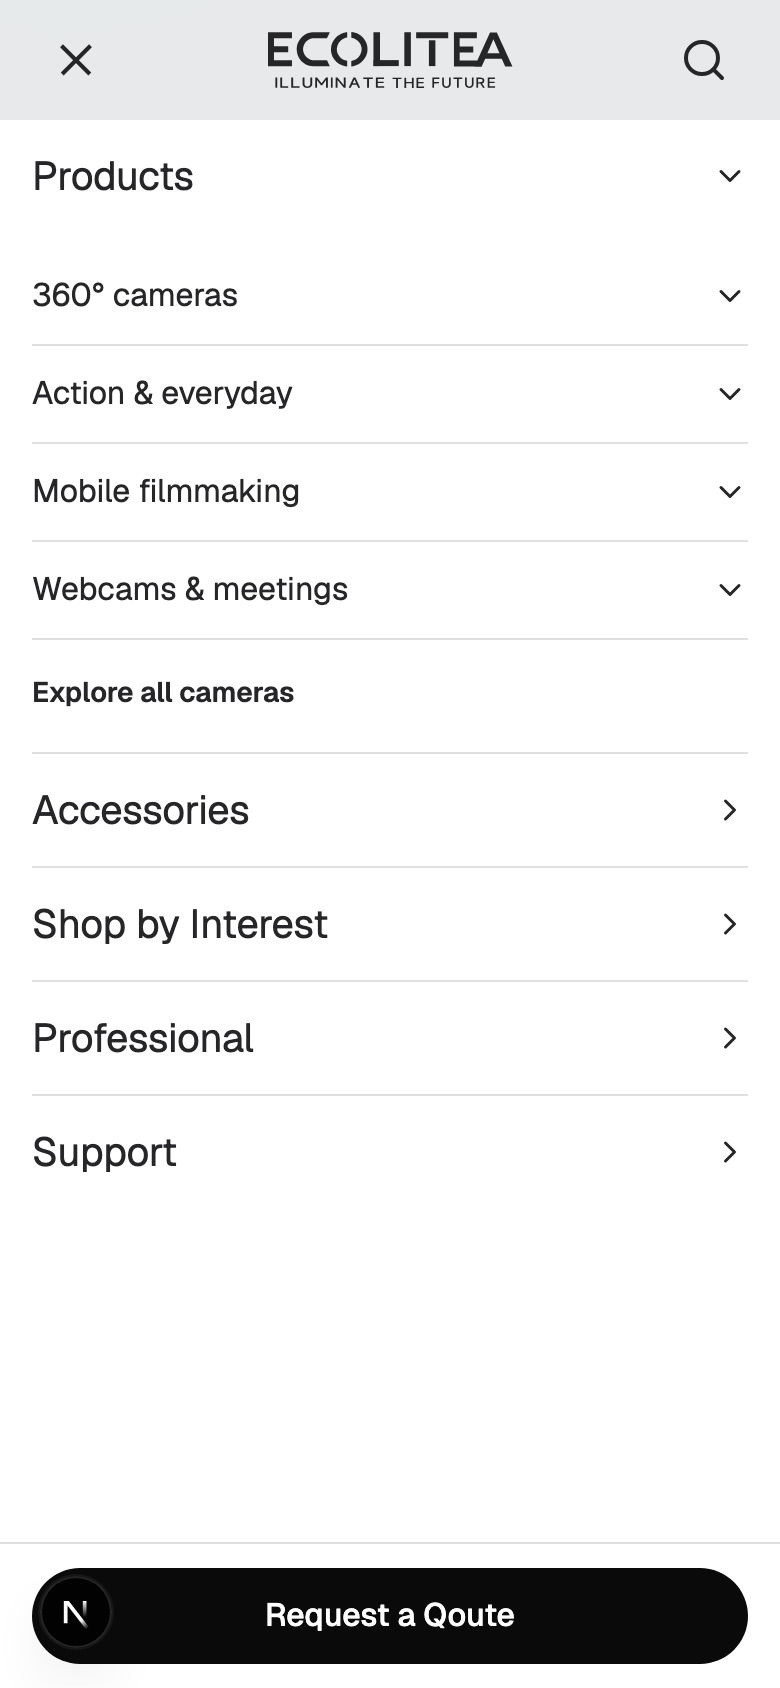 ECOLITEA
ILLUMINATE THE FUTURE
Products
360° cameras
Action & everyday
Mobile filmmaking
Webcams & meetings
Explore all cameras
Accessories
Shop by Interest
Professional
Support
N
Request a Qoute